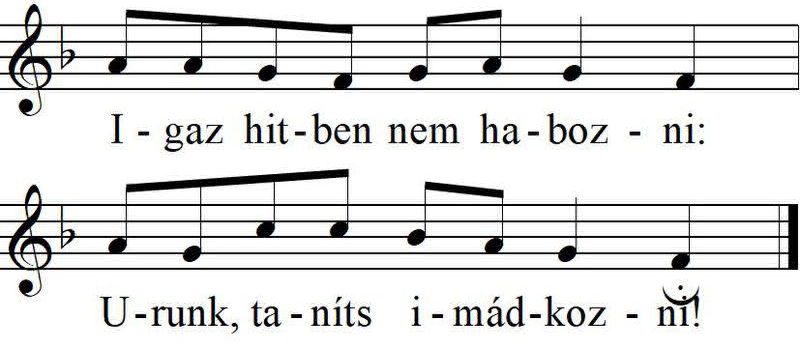 I - gaz hit - ben nem ha - boz - ni:
U - runk, ta - níts i - mád - koz - ni!